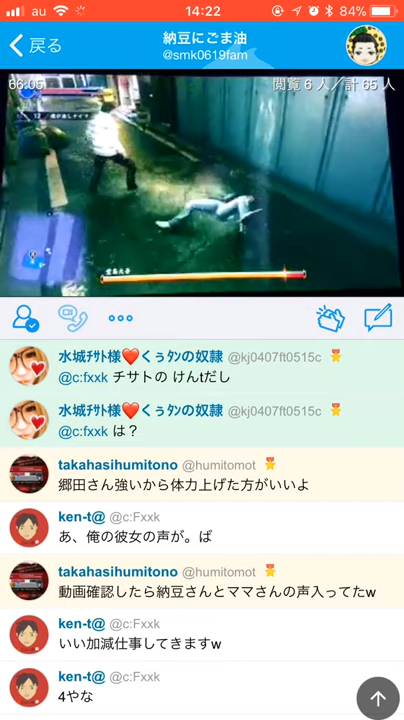 au 14:22 84%
戻る
納豆にごま油
@smk0619fam
66:05 閲覧 6 人／計 65 人
水城ﾁｻﾄ様❤️くぅﾀﾝの奴隷 @kj0407ft0515c
@c:fxxk チサトの けんtだし
水城ﾁｻﾄ様❤️くぅﾀﾝの奴隷 @kj0407ft0515c
@c:fxxk は？
takahasihumitono @humitomot
郷田さん強いから体力上げた方がいいよ
ken-t@ @c:Fxxk
あ、俺の彼女の声が。ば
takahasihumitono @humitomot
動画確認したら納豆さんとママさんの声入ってたw
ken-t@ @c:Fxxk
いい加減仕事してきますw
ken-t@ @c:Fxxk
4やな